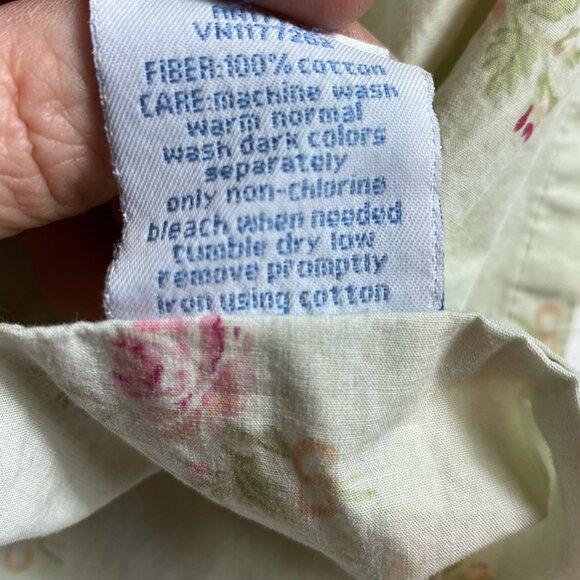 VN1177202
FIBER:100% cotton
CARE:machine wash
warm normal
wash dark colors
separately
only non-chlorine
bleach when needed
tumble dry low
remove promptly
iron using cotton